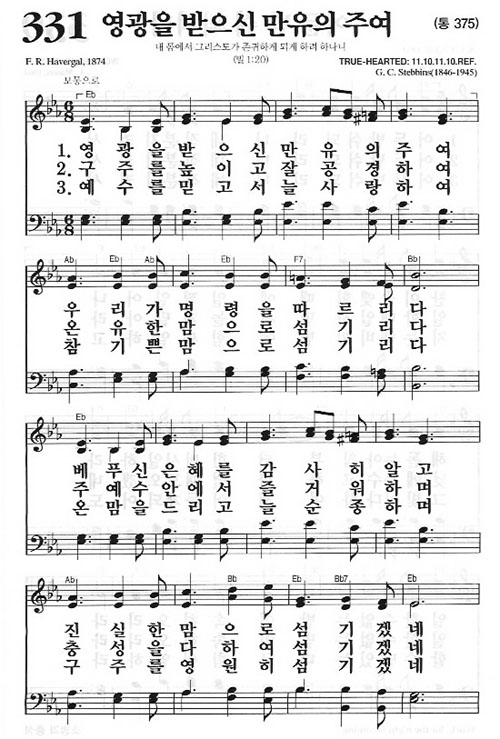 331 영광을 받으신 만유의 주여 (통 375)
내 몸에서 그리스도가 존귀하게 되게 하려 하나니
(빌 1:20)
F. R. Havergal, 1874
TRUE-HEARTED: 11.10.11.10.REF.
G. C. Stebbins(1846-1945)
보통으로
Eb
6 8
1. 영 광 을 받 으 신 만 유 의 주 여
2. 구 주 를 높 이 고 잘 공 경 하 여
3. 예 수 를 믿 고 서 늘 사 랑 하 여
6 8
Ab Eb Ab Eb F7 Bb
우 리 가 명 령 을 따 르 리 다
온 유 한 맘 으 로 섬 기 리 다
참 기 쁜 맘 으 로 섬 기 리 다
Eb
베 푸 신 은 혜 를 감 사 히 알 고
주 예 수 안 에 서 즐 거 워 하 며
온 맘 을 드 리 고 늘 순 종 하 며
Ab Bb Eb Bb7 Eb
진 실 한 맘 으 로 섬 기 겠 네
충 성 을 다 하 여 섬 기 겠 네
구 주 를 영 원 히 섬 기 겠 네